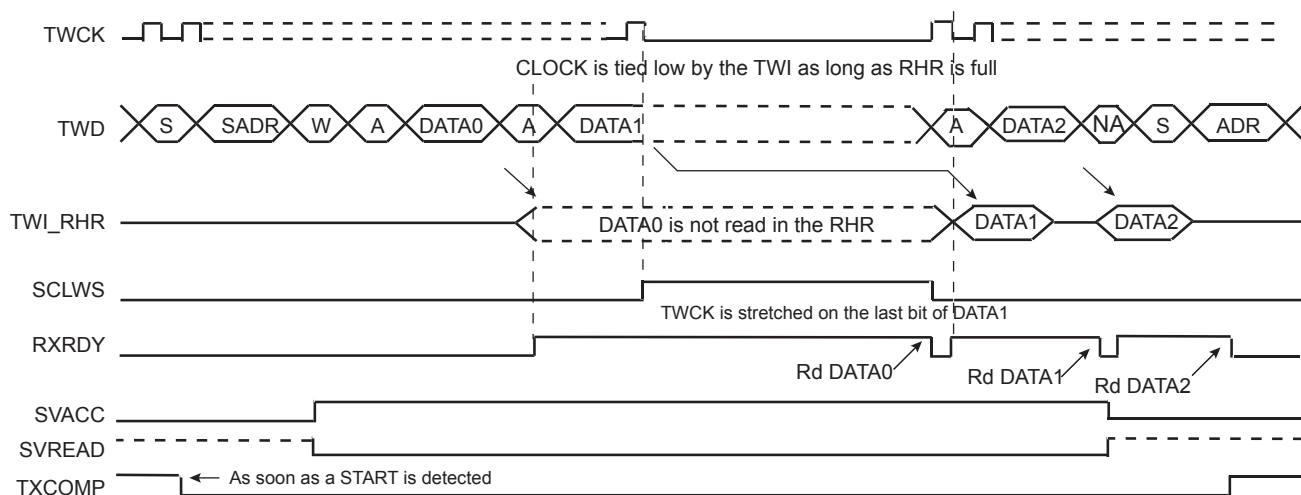 TWCK
CLOCK is tied low by the TWI as long as RHR is full
TWD S SADR W A DATA0 A DATA1 A DATA2 NA S ADR
TWI_RHR DATA0 is not read in the RHR DATA1 DATA2
SCLWS
TWCK is stretched on the last bit of DATA1
RXRDY
Rd DATA0 Rd DATA1 Rd DATA2
SVACC
SVREAD
TXCOMP As soon as a START is detected